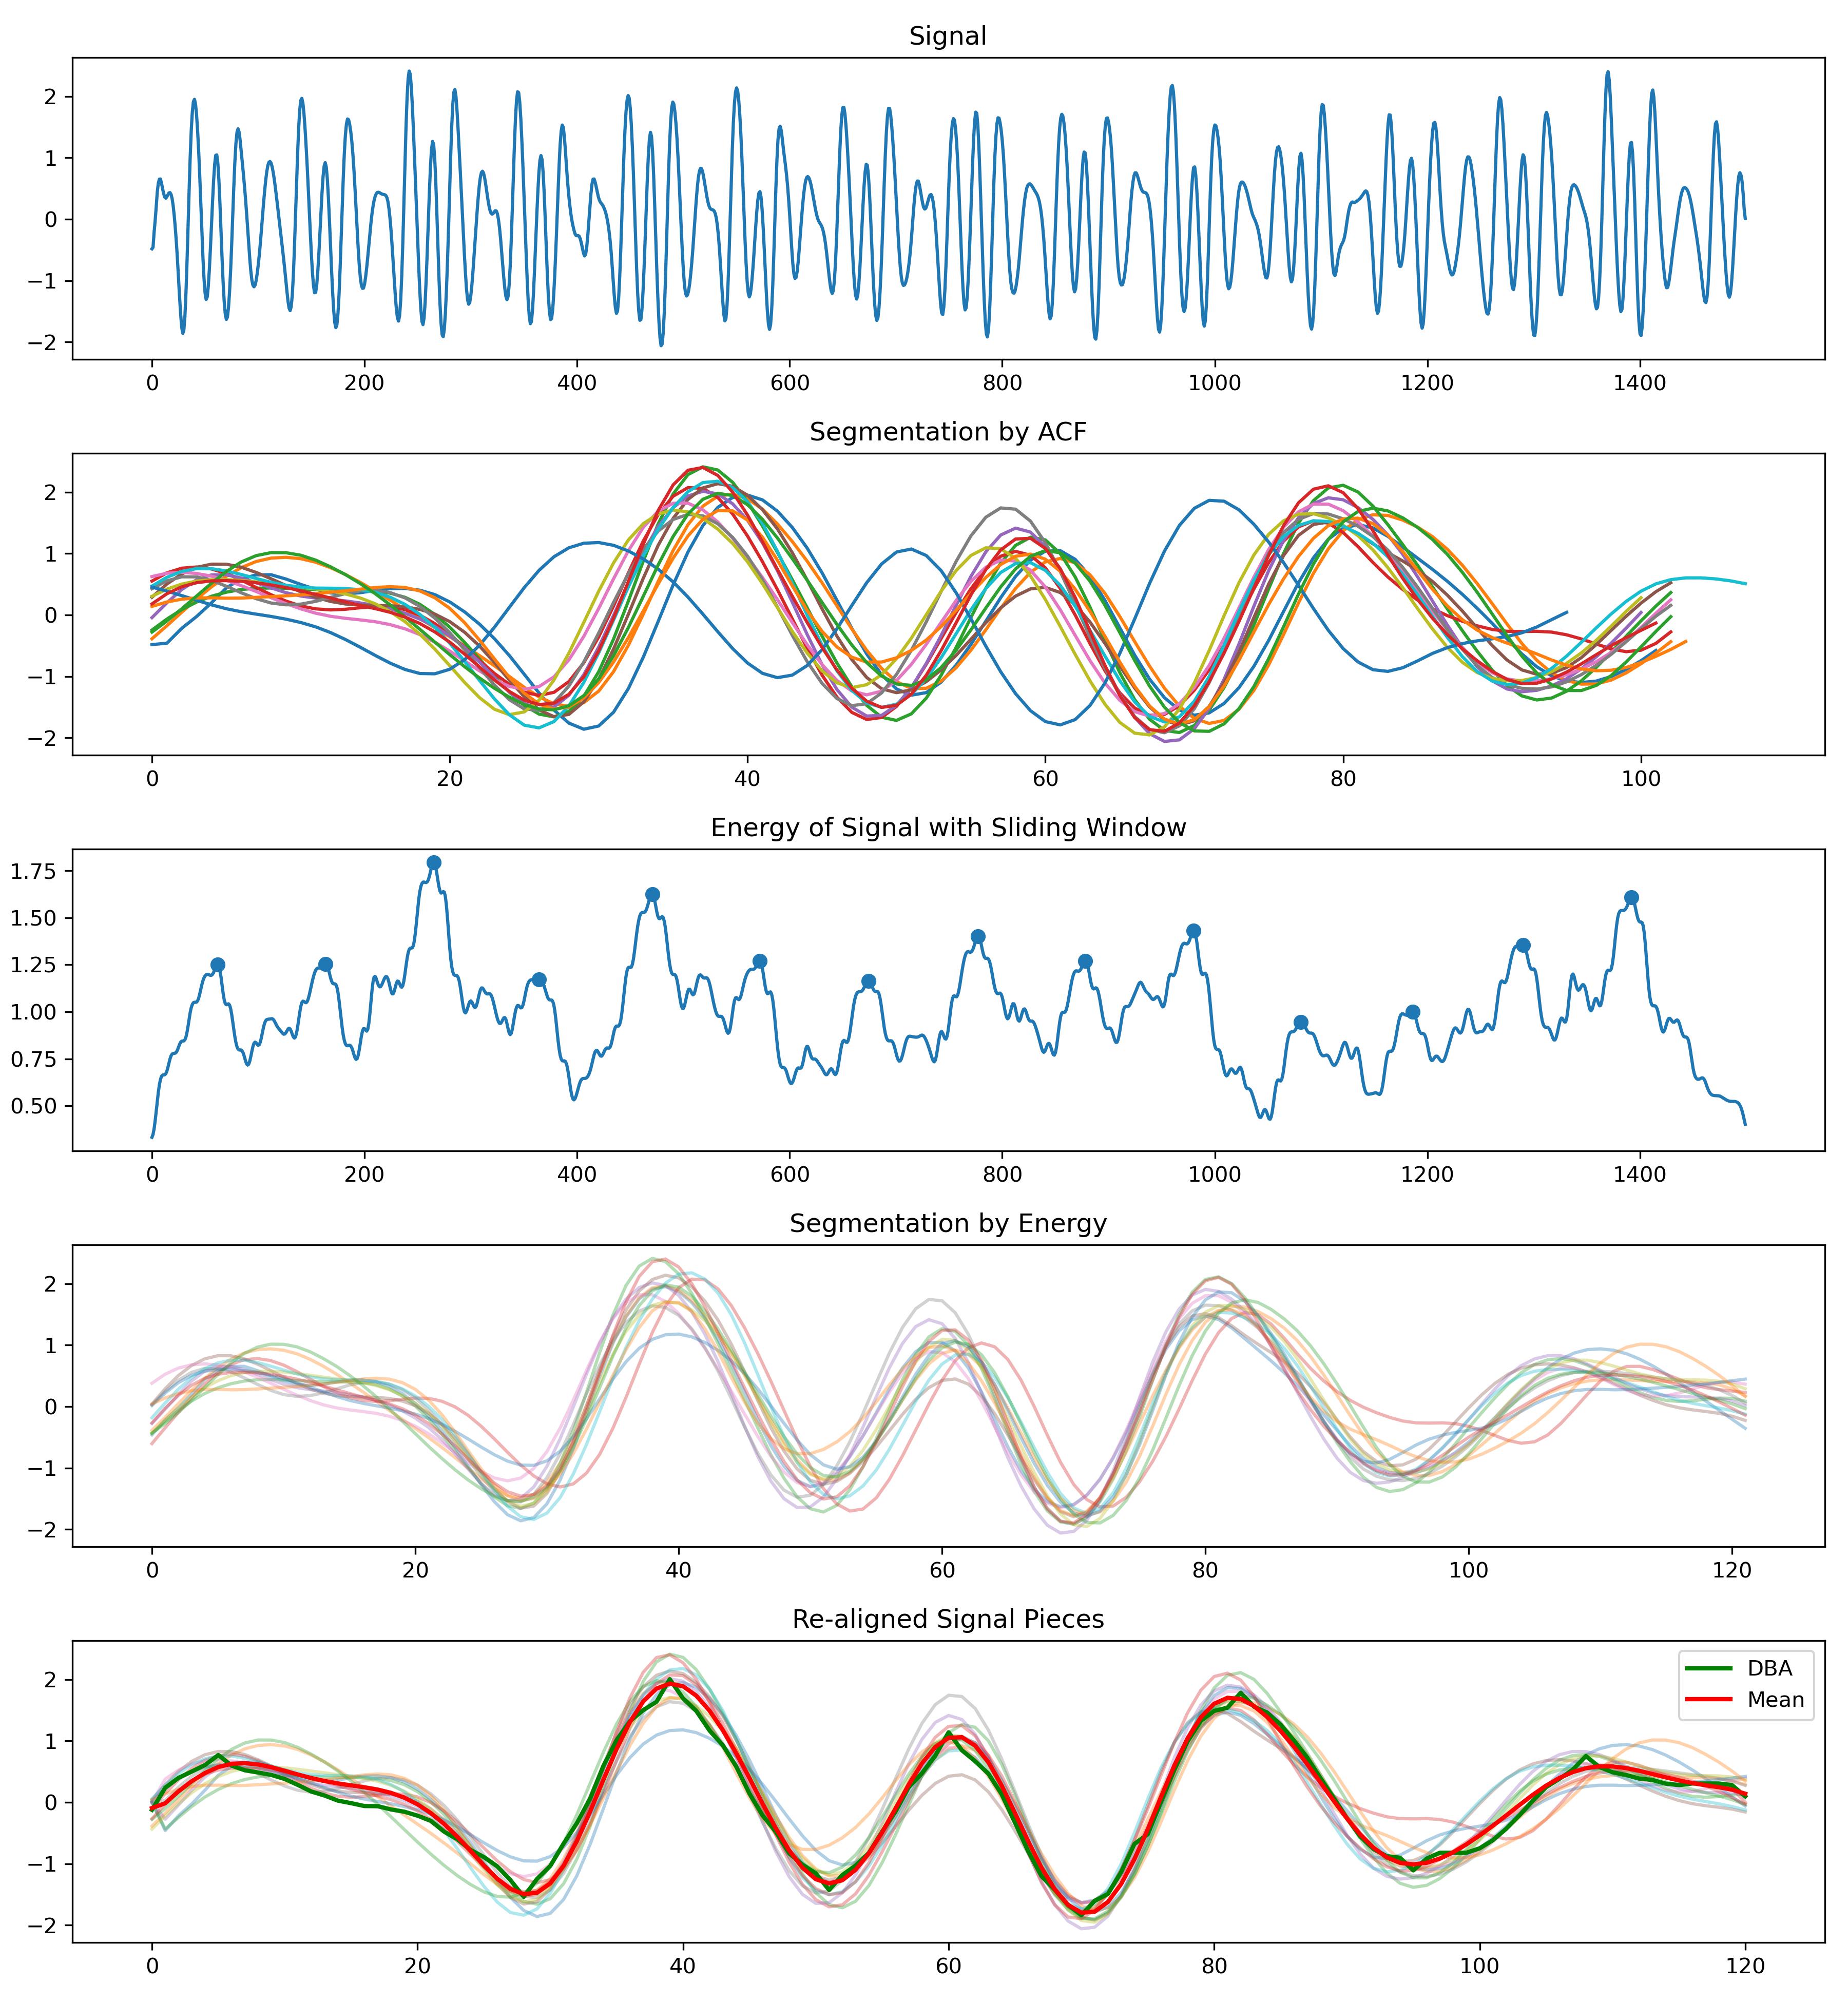 Signal
2
1
0
−1
−2
0 200 400 600 800 1000 1200 1400
Segmentation by ACF
2
1
0
−1
−2
0 20 40 60 80 100
Energy of Signal with Sliding Window
1.75
1.50
1.25
1.00
0.75
0.50
0 200 400 600 800 1000 1200 1400
Segmentation by Energy
2
1
0
−1
−2
0 20 40 60 80 100 120
Re-aligned Signal Pieces
DBA
Mean
2
1
0
−1
−2
0 20 40 60 80 100 120